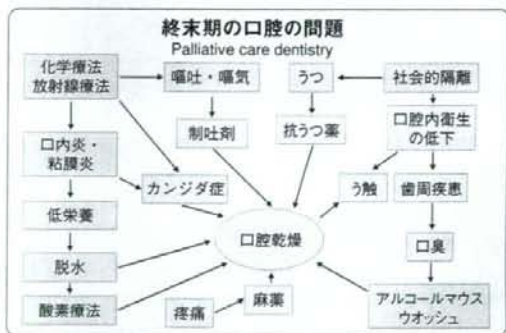 終末期の口腔の問題
Palliative care dentistry
化学療法
放射線療法
嘔吐・嘔気
うつ
社会的隔離
制吐剤
抗うつ薬
口腔内衛生
の低下
口内炎・
粘膜炎
カンジダ症
う触
歯周疾患
低栄養
口腔乾燥
口臭
脱水
酸素療法
疼痛
麻薬
アルコールマウス
ウオッシュ